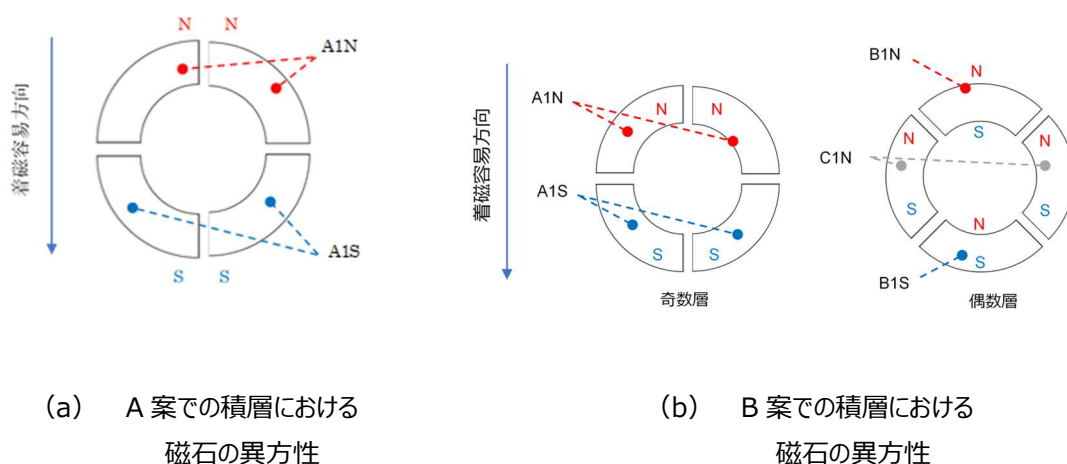 着磁容易方向
N N
A1N
A1S
S S
着磁容易方向
A1N
N N
A1S
S S
奇数層
B1N
N
S
N N
C1N
S S
N
S
B1S
偶数層
(a) A 案での積層における
磁石の異方性
(b) B 案での積層における
磁石の異方性